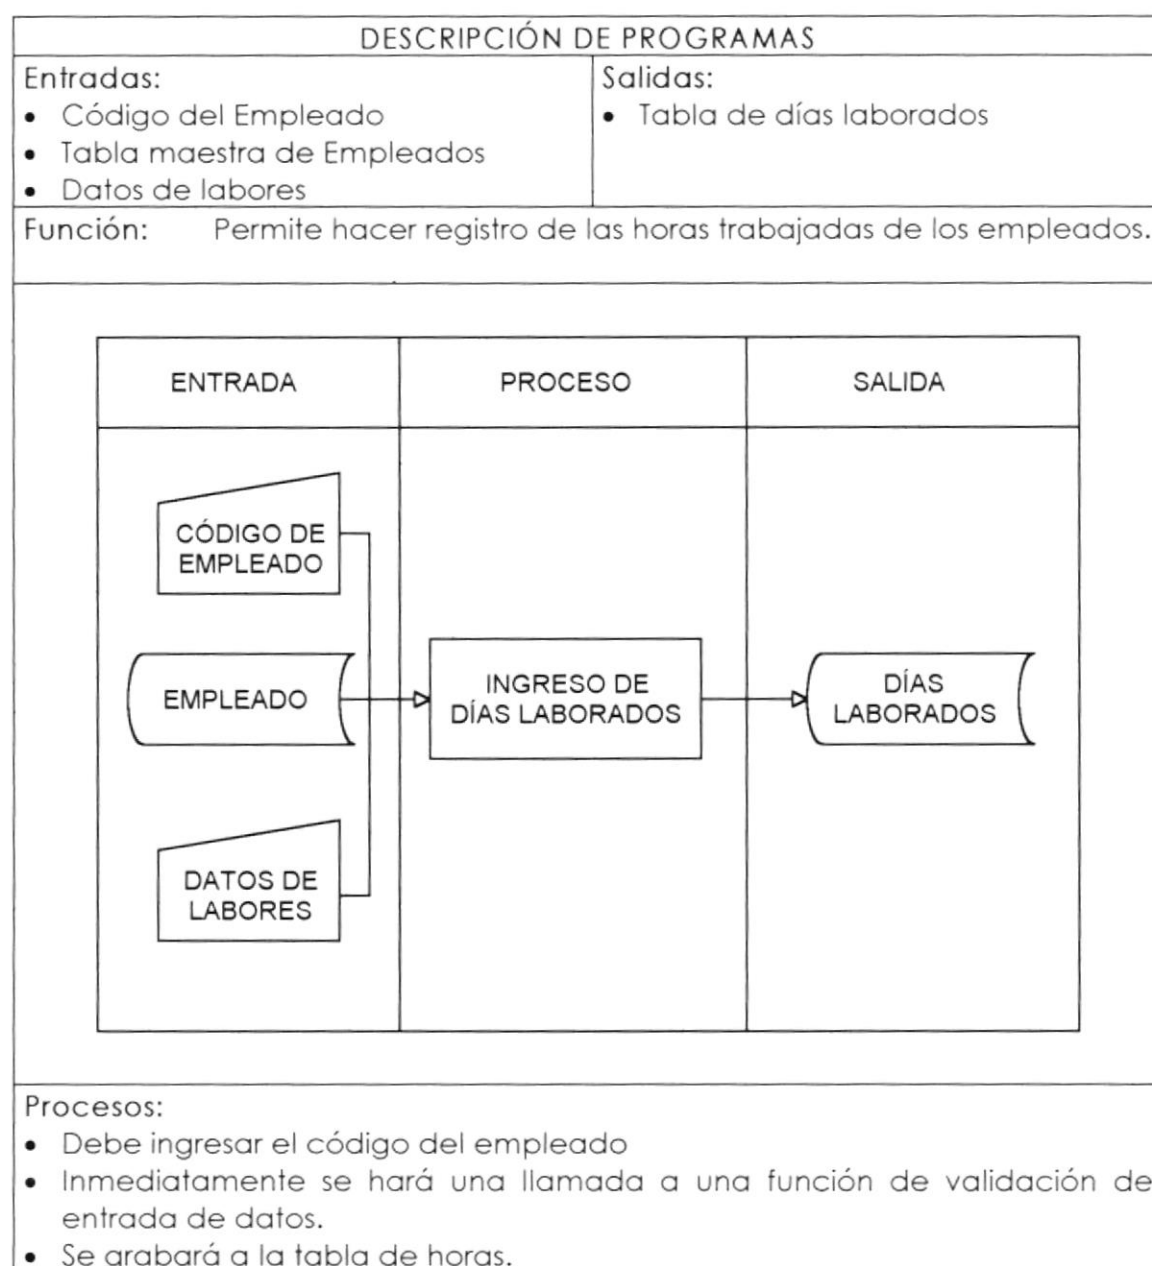 DESCRIPCIÓN DE PROGRAMAS
Entradas:
• Código del Empleado
• Tabla maestra de Empleados
• Datos de labores
Salidas:
• Tabla de días laborados
Función: Permite hacer registro de las horas trabajadas de los empleados.
ENTRADA
PROCESO
SALIDA
CÓDIGO DE
EMPLEADO
EMPLEADO
DATOS DE
LABORES
INGRESO DE
DÍAS LABORADOS
DÍAS
LABORADOS
Procesos:
• Debe ingresar el código del empleado
• Inmediatamente se hará una llamada a una función de validación de
entrada de datos.
• Se grabará a la tabla de horas.